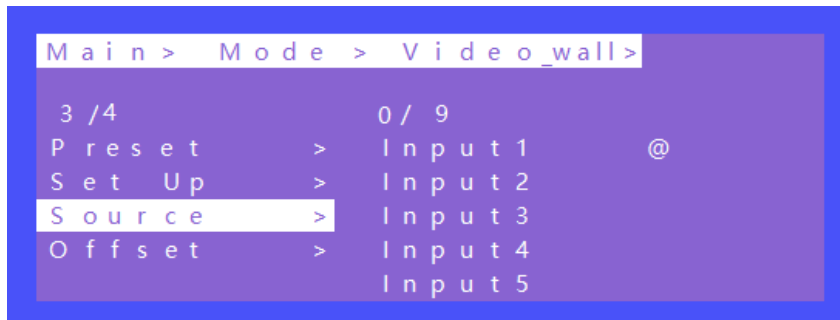 Main> Mode > Video_wall>
3 /4 0/ 9
Preset > Input1 @
Set Up > Input2
Source > Input3
Offset > Input4
Input5